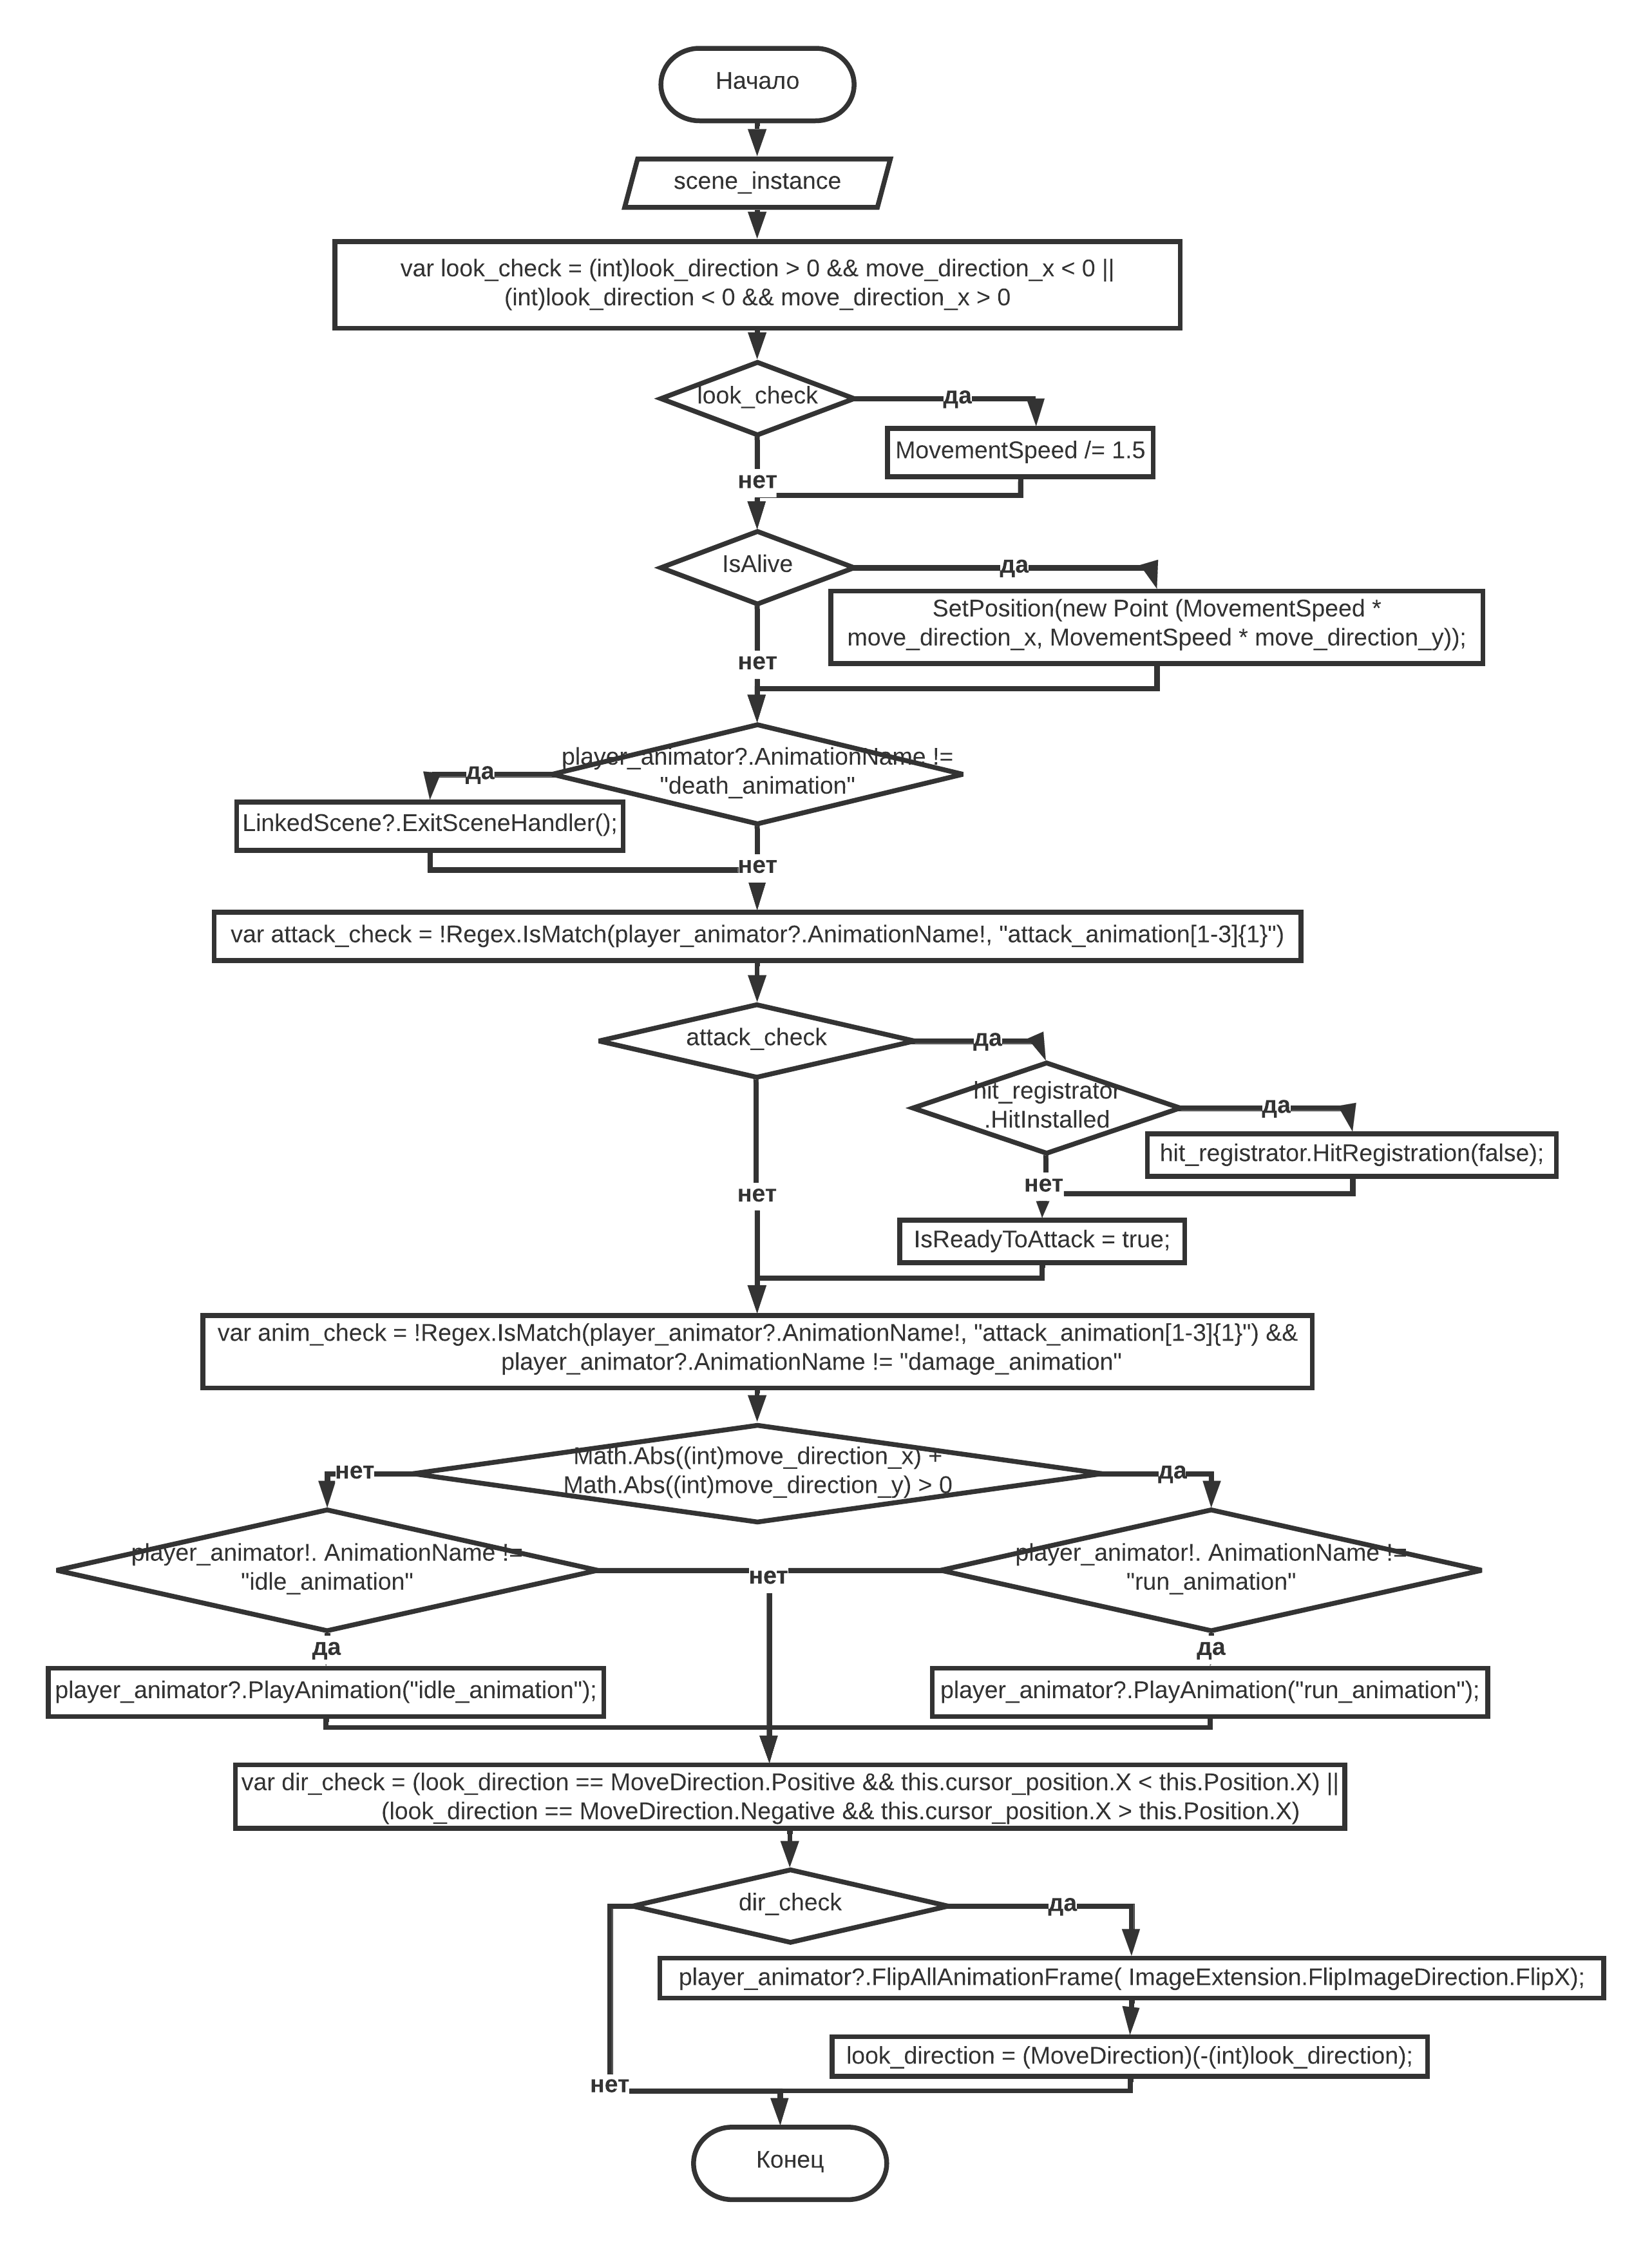 Начало
scene_instance
var look_check = (int)look_direction > 0 && move_direction_x < 0 ||
(int)look_direction < 0 && move_direction_x > 0
look_check
да
MovementSpeed /= 1.5
нет
IsAlive
да
SetPosition(new Point (MovementSpeed *
move_direction_x, MovementSpeed * move_direction_y));
нет
player_animator?.AnimationName !=
"death_animation"
да
LinkedScene?.ExitSceneHandler();
нет
var attack_check = !Regex.IsMatch(player_animator?.AnimationName!, "attack_animation[1-3]{1}")
attack_check
да
hit_registrator
.HitInstalled
да
hit_registrator.HitRegistration(false);
нет
нет
IsReadyToAttack = true;
var anim_check = !Regex.IsMatch(player_animator?.AnimationName!, "attack_animation[1-3]{1}") &&
player_animator?.AnimationName != "damage_animation"
Math.Abs((int)move_direction_x) +
Math.Abs((int)move_direction_y) > 0
нет
да
player_animator!. AnimationName !=
"idle_animation"
нет
player_animator!. AnimationName !=
"run_animation"
да
да
player_animator?.PlayAnimation("idle_animation");
player_animator?.PlayAnimation("run_animation");
var dir_check = (look_direction == MoveDirection.Positive && this.cursor_position.X < this.Position.X) ||
(look_direction == MoveDirection.Negative && this.cursor_position.X > this.Position.X)
dir_check
да
player_animator?.FlipAllAnimationFrame( ImageExtension.FlipImageDirection.FlipX);
look_direction = (MoveDirection)(-(int)look_direction);
нет
Конец